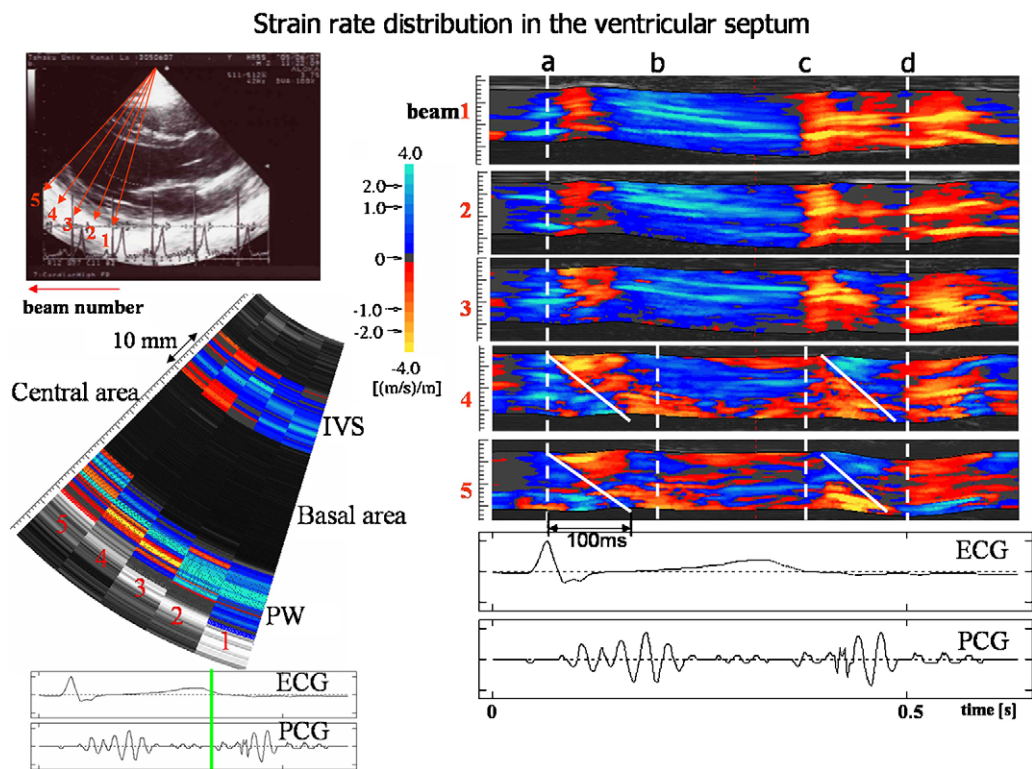 Strain rate distribution in the ventricular septum
a b c d
beam1
2
3
4
5
5
4
3
2
1
beam number
4.0
2.0
1.0
0
-1.0
-2.0
-4.0
[(m/s)/m]
10 mm
Central area
IVS
Basal area
PW
5
4
3
2
1
ECG
PCG
100ms
ECG
PCG
0 0.5 time [s]